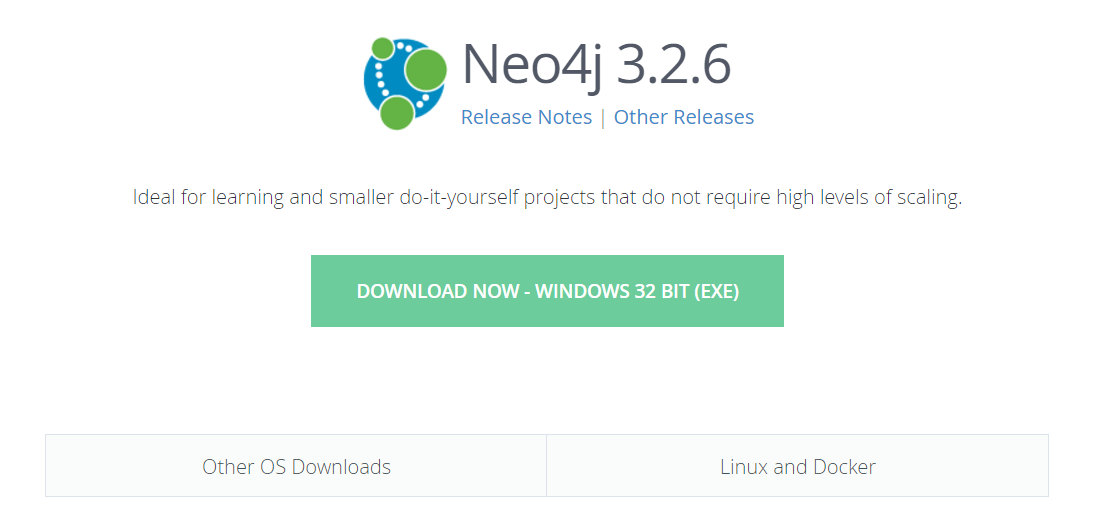 Neo4j 3.2.6
Release Notes | Other Releases
Ideal for learning and smaller do-it-yourself projects that do not require high levels of scaling.
DOWNLOAD NOW - WINDOWS 32 BIT (EXE)
Other OS Downloads
Linux and Docker